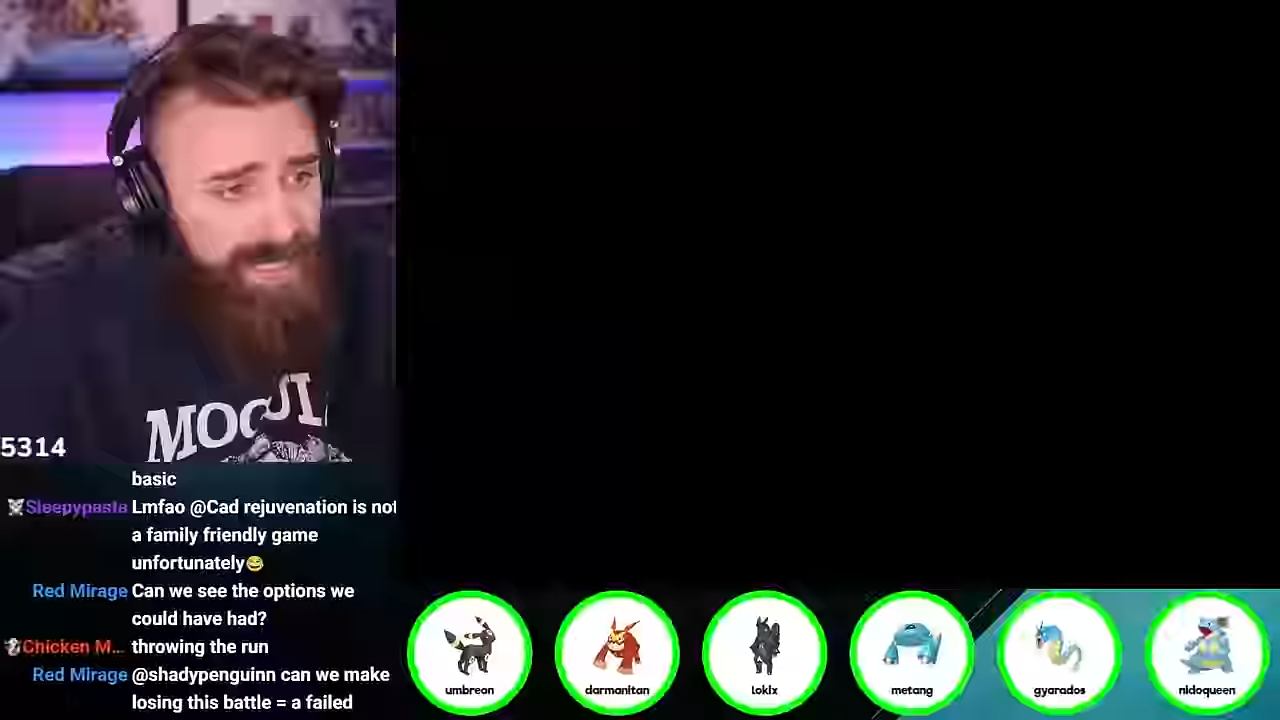 MOGUL
5314
basic
Sleepypasta Lmfao @Cad rejuvenation is not
a family friendly game
unfortunately😂
Red Mirage Can we see the options we
could have had?
Chicken M... throwing the run
Red Mirage @shadypenguinn can we make
losing this battle = a failed
umbreon
darmanitan
lokix
metang
gyarados
nidoqueen